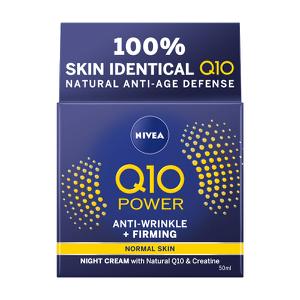 100%
SKIN IDENTICAL Q10
NATURAL ANTI-AGE DEFENSE
NIVEA
Q10
POWER
ANTI-WRINKLE
+ FIRMING
NORMAL SKIN
NIGHT CREAM with Natural Q10 & Creatine
50ml